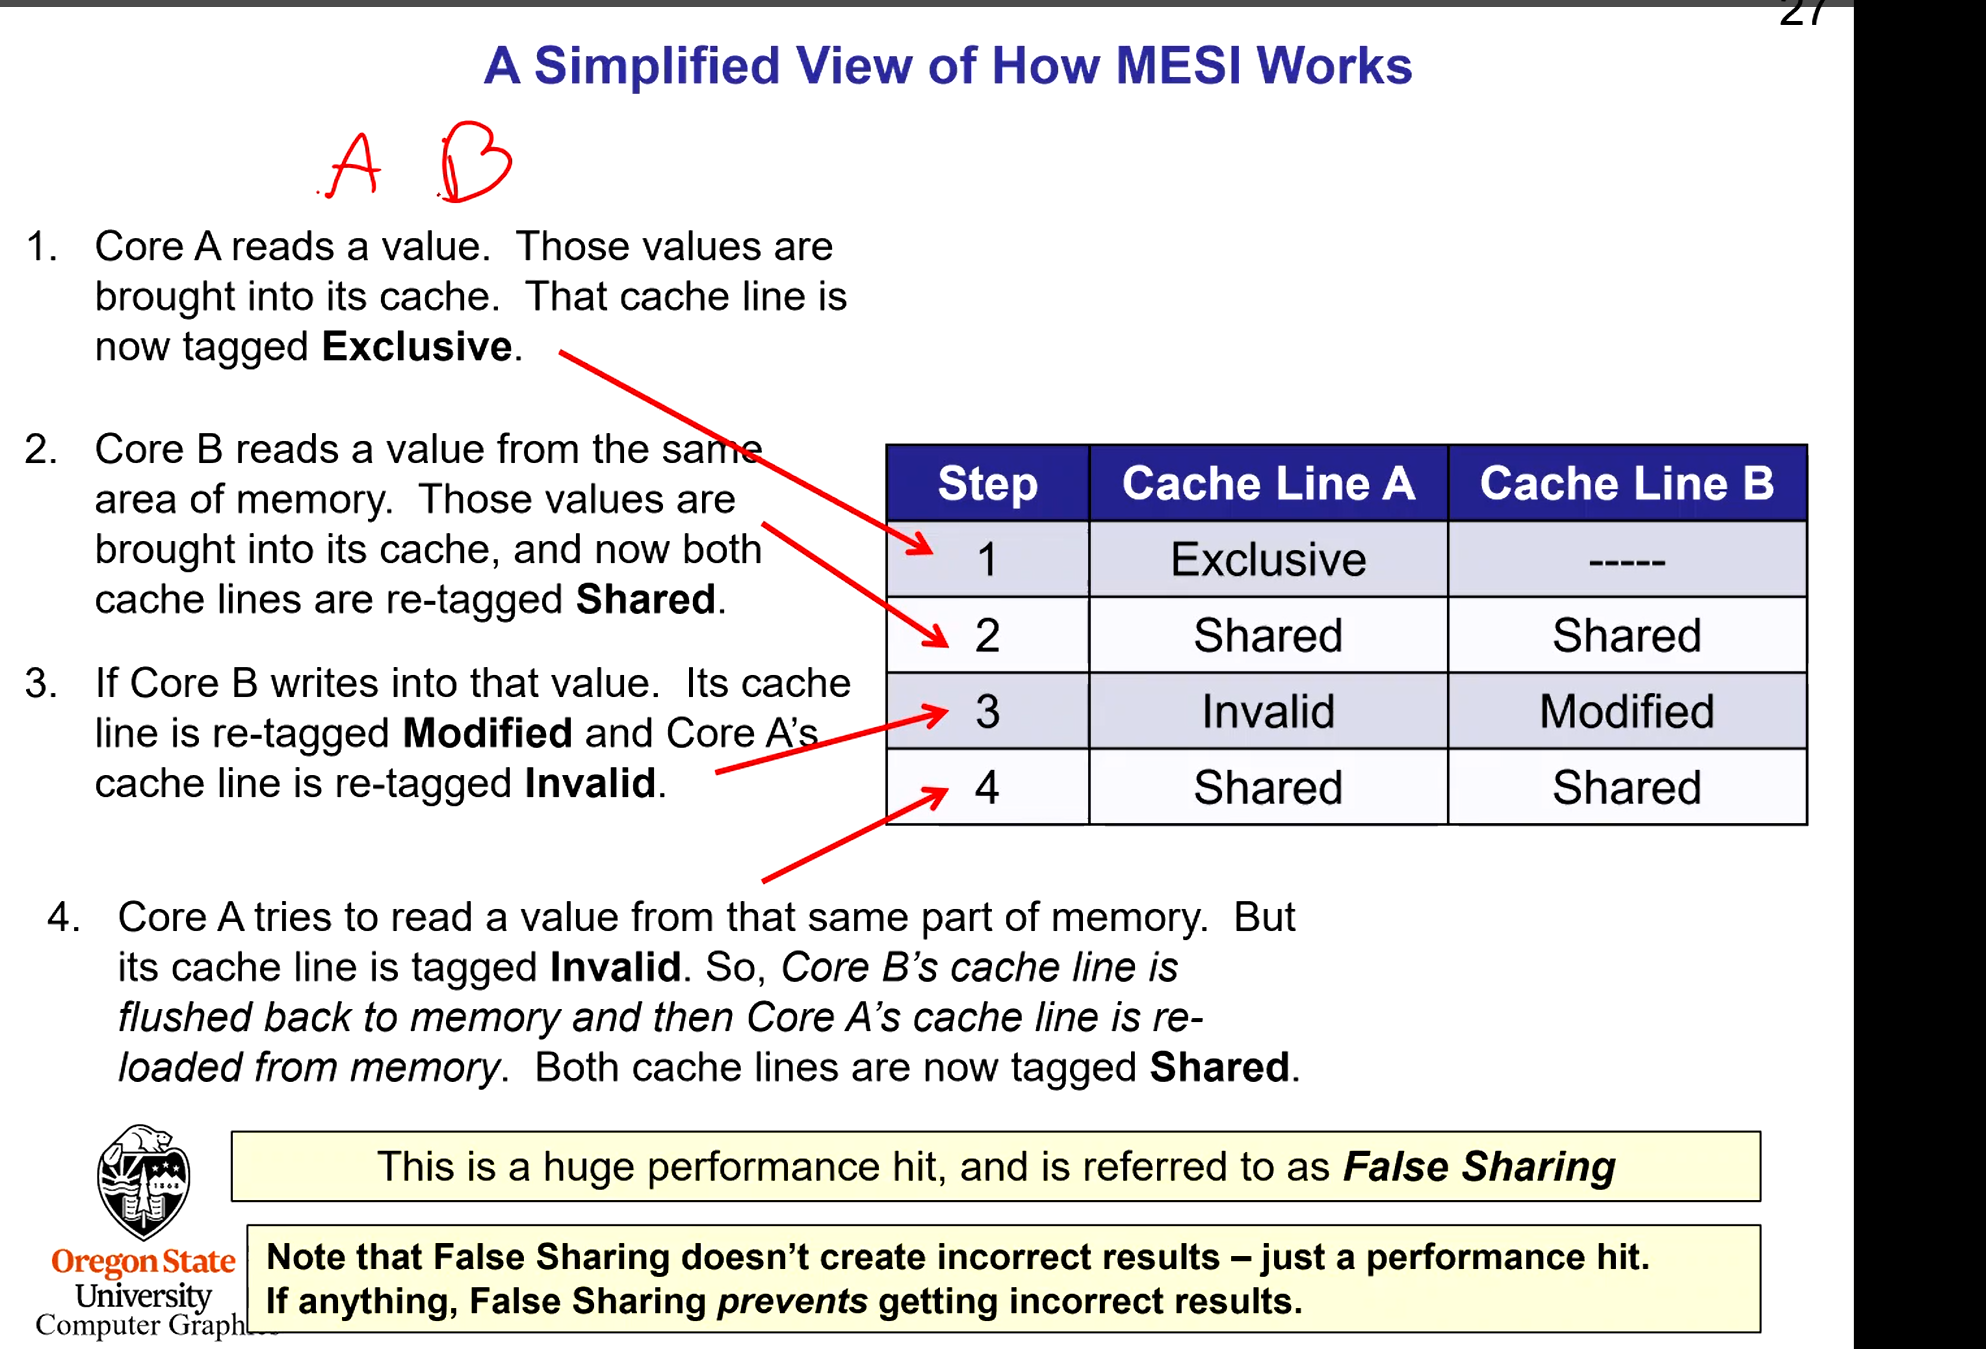 27
A Simplified View of How MESI Works
A B
1. Core A reads a value. Those values are
brought into its cache. That cache line is
now tagged Exclusive.
2. Core B reads a value from the same
area of memory. Those values are
brought into its cache, and now both
cache lines are re-tagged Shared.
3. If Core B writes into that value. Its cache
line is re-tagged Modified and Core A’s
cache line is re-tagged Invalid.
Step Cache Line A Cache Line B
1 Exclusive -----
2 Shared Shared
3 Invalid Modified
4 Shared Shared
4. Core A tries to read a value from that same part of memory. But
its cache line is tagged Invalid. So, Core B’s cache line is
flushed back to memory and then Core A’s cache line is re-
loaded from memory. Both cache lines are now tagged Shared.
This is a huge performance hit, and is referred to as False Sharing
Note that False Sharing doesn’t create incorrect results – just a performance hit.
If anything, False Sharing prevents getting incorrect results.
1868
Oregon State
University
Computer